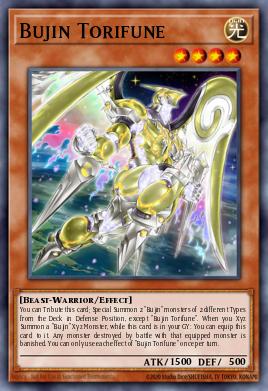 BUJIN TORIFUNE
光
[BEAST-WARRIOR/EFFECT]
You can Tribute this card; Special Summon 2 "Bujin" monsters of 2 different Types
from the Deck in Defense Position, except "Bujin Torifune". When you Xyz
Summon a "Bujin" Xyz Monster, while this card is in your GY: You can equip this
card to it. Any monster destroyed by battle with that equipped monster is
banished. You can only use each effect of "Bujin Torifune" once per turn.
ATK/1500 DEF/ 500
©2020 Studio Dice/SHUEISHA, TV TOKYO, KONAMI